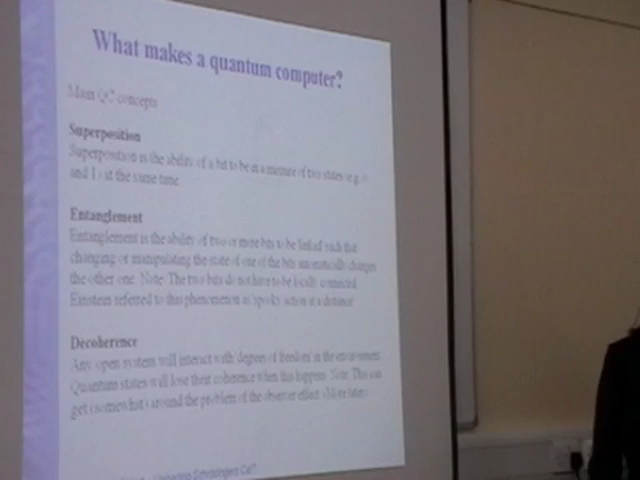 What makes a quantum computer?
Main QC concepts
Superposition
Superposition is the ability of a bit to be in a mixture of two states (e.g. 0
and 1) at the same time
Entanglement
Entanglement is the ability of two or more bits to be 'linked' such that
changing or manipulating the state of one of the bits automatically changes
the other one. Note: The two bits do not have to be locally connected.
Einstein referred to this phenomenon as 'spooky action at a distance'
Decoherence
Any open system will interact with 'degrees of freedom' in the environment.
Quantum states will lose their coherence when this happens. Note: This can
get (somewhat) around the problem of the observer effect. (More later)
Schrodingers Cat?